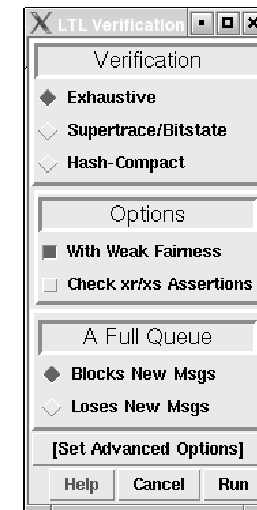 LTL Verification
Verification
Exhaustive
Supertrace/Bitstate
Hash-Compact
Options
With Weak Fairness
Check xr/xs Assertions
A Full Queue
Blocks New Msgs
Loses New Msgs
[Set Advanced Options]
Help Cancel Run